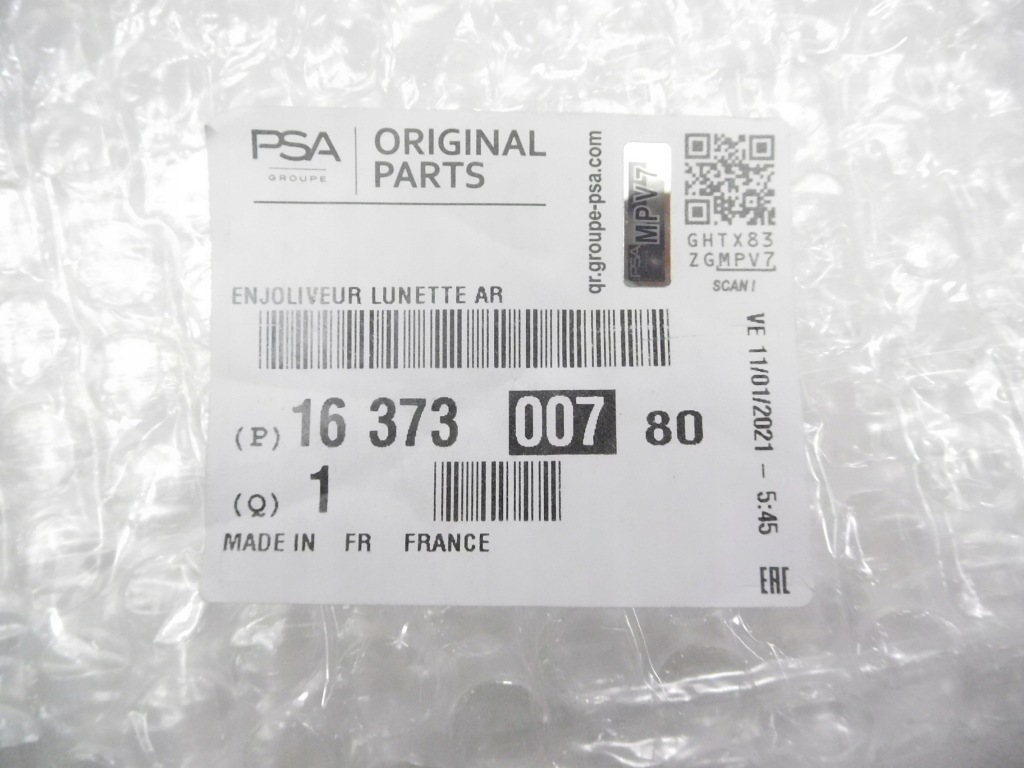 PSA
GROUPE
ORIGINAL
PARTS
qr.groupe-psa.com
PSA MPV7
GHTX83
ZGMPV7
SCAN!
ENJOLIVEUR LUNETTE AR
(P) 16 373 007 80
(Q) 1
MADE IN FR FRANCE
VE 11/01/2021 - 5:45
EAC